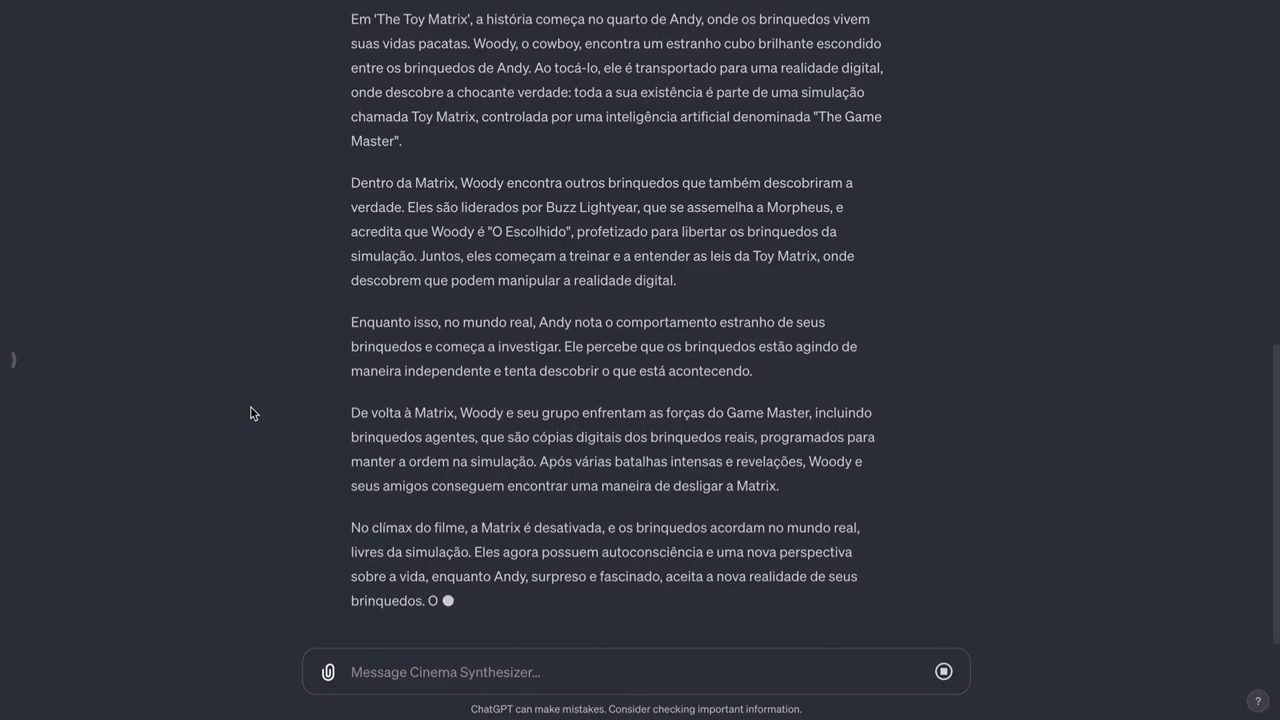 Em 'The Toy Matrix', a história começa no quarto de Andy, onde os brinquedos vivem
suas vidas pacatas. Woody, o cowboy, encontra um estranho cubo brilhante escondido
entre os brinquedos de Andy. Ao tocá-lo, ele é transportado para uma realidade digital,
onde descobre a chocante verdade: toda a sua existência é parte de uma simulação
chamada Toy Matrix, controlada por uma inteligência artificial denominada "The Game
Master".
Dentro da Matrix, Woody encontra outros brinquedos que também descobriram a
verdade. Eles são liderados por Buzz Lightyear, que se assemelha a Morpheus, e
acredita que Woody é "O Escolhido", profetizado para libertar os brinquedos da
simulação. Juntos, eles começam a treinar e a entender as leis da Toy Matrix, onde
descobrem que podem manipular a realidade digital.
Enquanto isso, no mundo real, Andy nota o comportamento estranho de seus
brinquedos e começa a investigar. Ele percebe que os brinquedos estão agindo de
maneira independente e tenta descobrir o que está acontecendo.
De volta à Matrix, Woody e seu grupo enfrentam as forças do Game Master, incluindo
brinquedos agentes, que são cópias digitais dos brinquedos reais, programados para
manter a ordem na simulação. Após várias batalhas intensas e revelações, Woody e
seus amigos conseguem encontrar uma maneira de desligar a Matrix.
No clímax do filme, a Matrix é desativada, e os brinquedos acordam no mundo real,
livres da simulação. Eles agora possuem autoconsciência e uma nova perspectiva
sobre a vida, enquanto Andy, surpreso e fascinado, aceita a nova realidade de seus
brinquedos. O
Message Cinema Synthesizer...
ChatGPT can make mistakes. Consider checking important information.
?